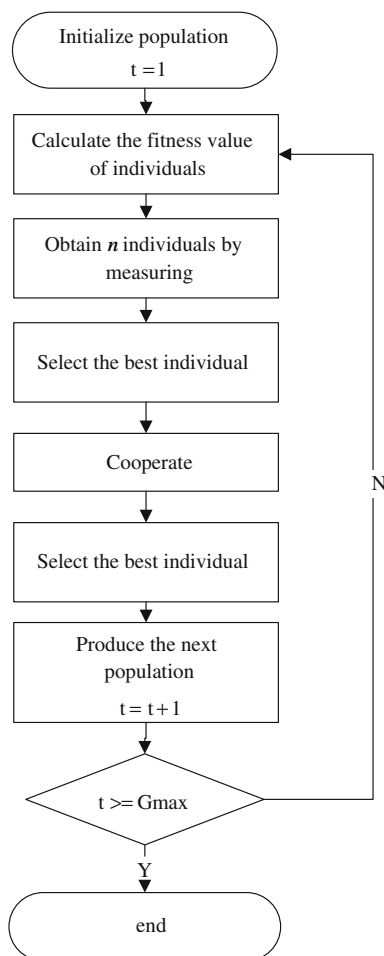 Initialize population
t =1
Calculate the fitness value
of individuals
Obtain n individuals by
measuring
Select the best individual
Cooperate
N
Select the best individual
Produce the next
population
t= t+1
t >= Gmax
Y
end